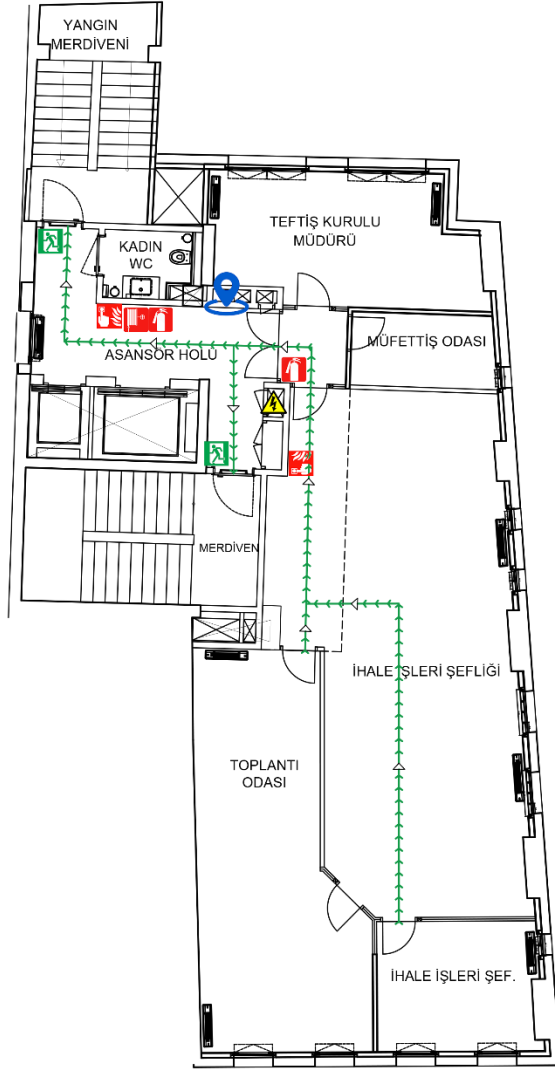 YANGIN
MERDİVENİ
TEFTİŞ KURULU
MÜDÜRÜ
KADIN
WC
MÜFETTİŞ ODASI
ASANSÖR HOLÜ
MERDİVEN
İHALE İŞLERİ ŞEFLİĞİ
TOPLANTI
ODASI
İHALE İŞLERİ ŞEF.